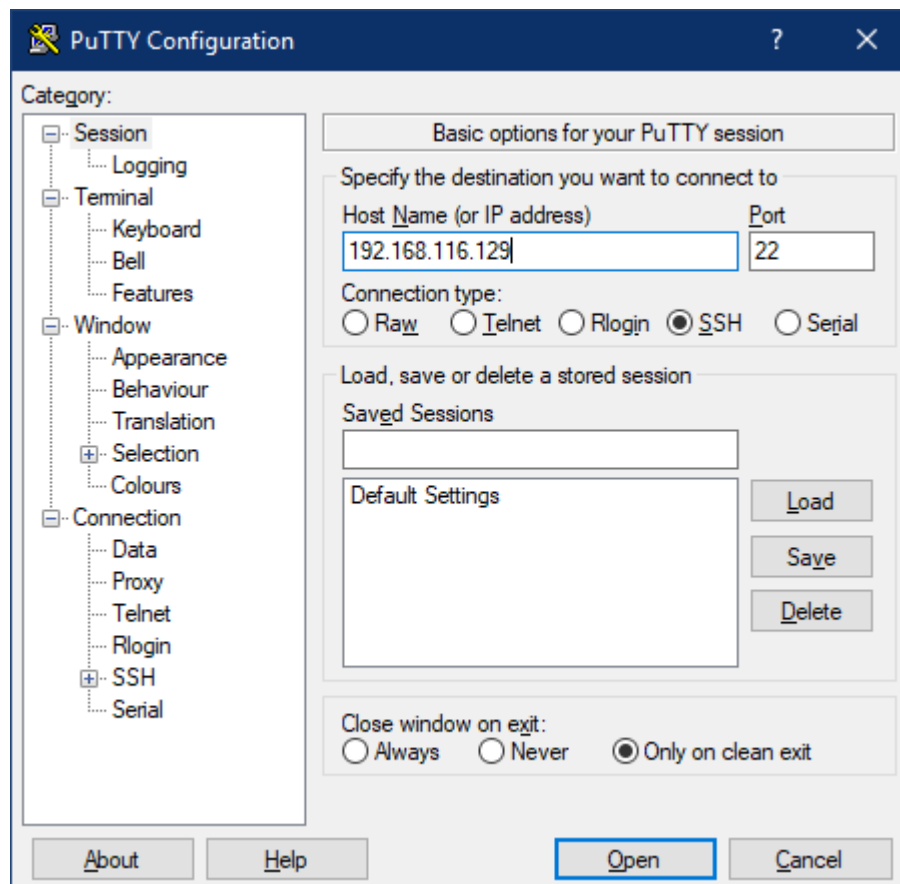 PuTTY Configuration
?
Category:
Session
Logging
Terminal
Keyboard
Bell
Features
Window
Appearance
Behaviour
Translation
Selection
Colours
Connection
Data
Proxy
Telnet
Rlogin
SSH
Serial
Basic options for your PuTTY session
Specify the destination you want to connect to
Host Name (or IP address) Port
192.168.116.129 22
Connection type:
Raw Telnet Rlogin SSH Serial
Load, save or delete a stored session
Saved Sessions
Default Settings
Load
Save
Delete
Close window on exit:
Always Never Only on clean exit
About Help Open Cancel